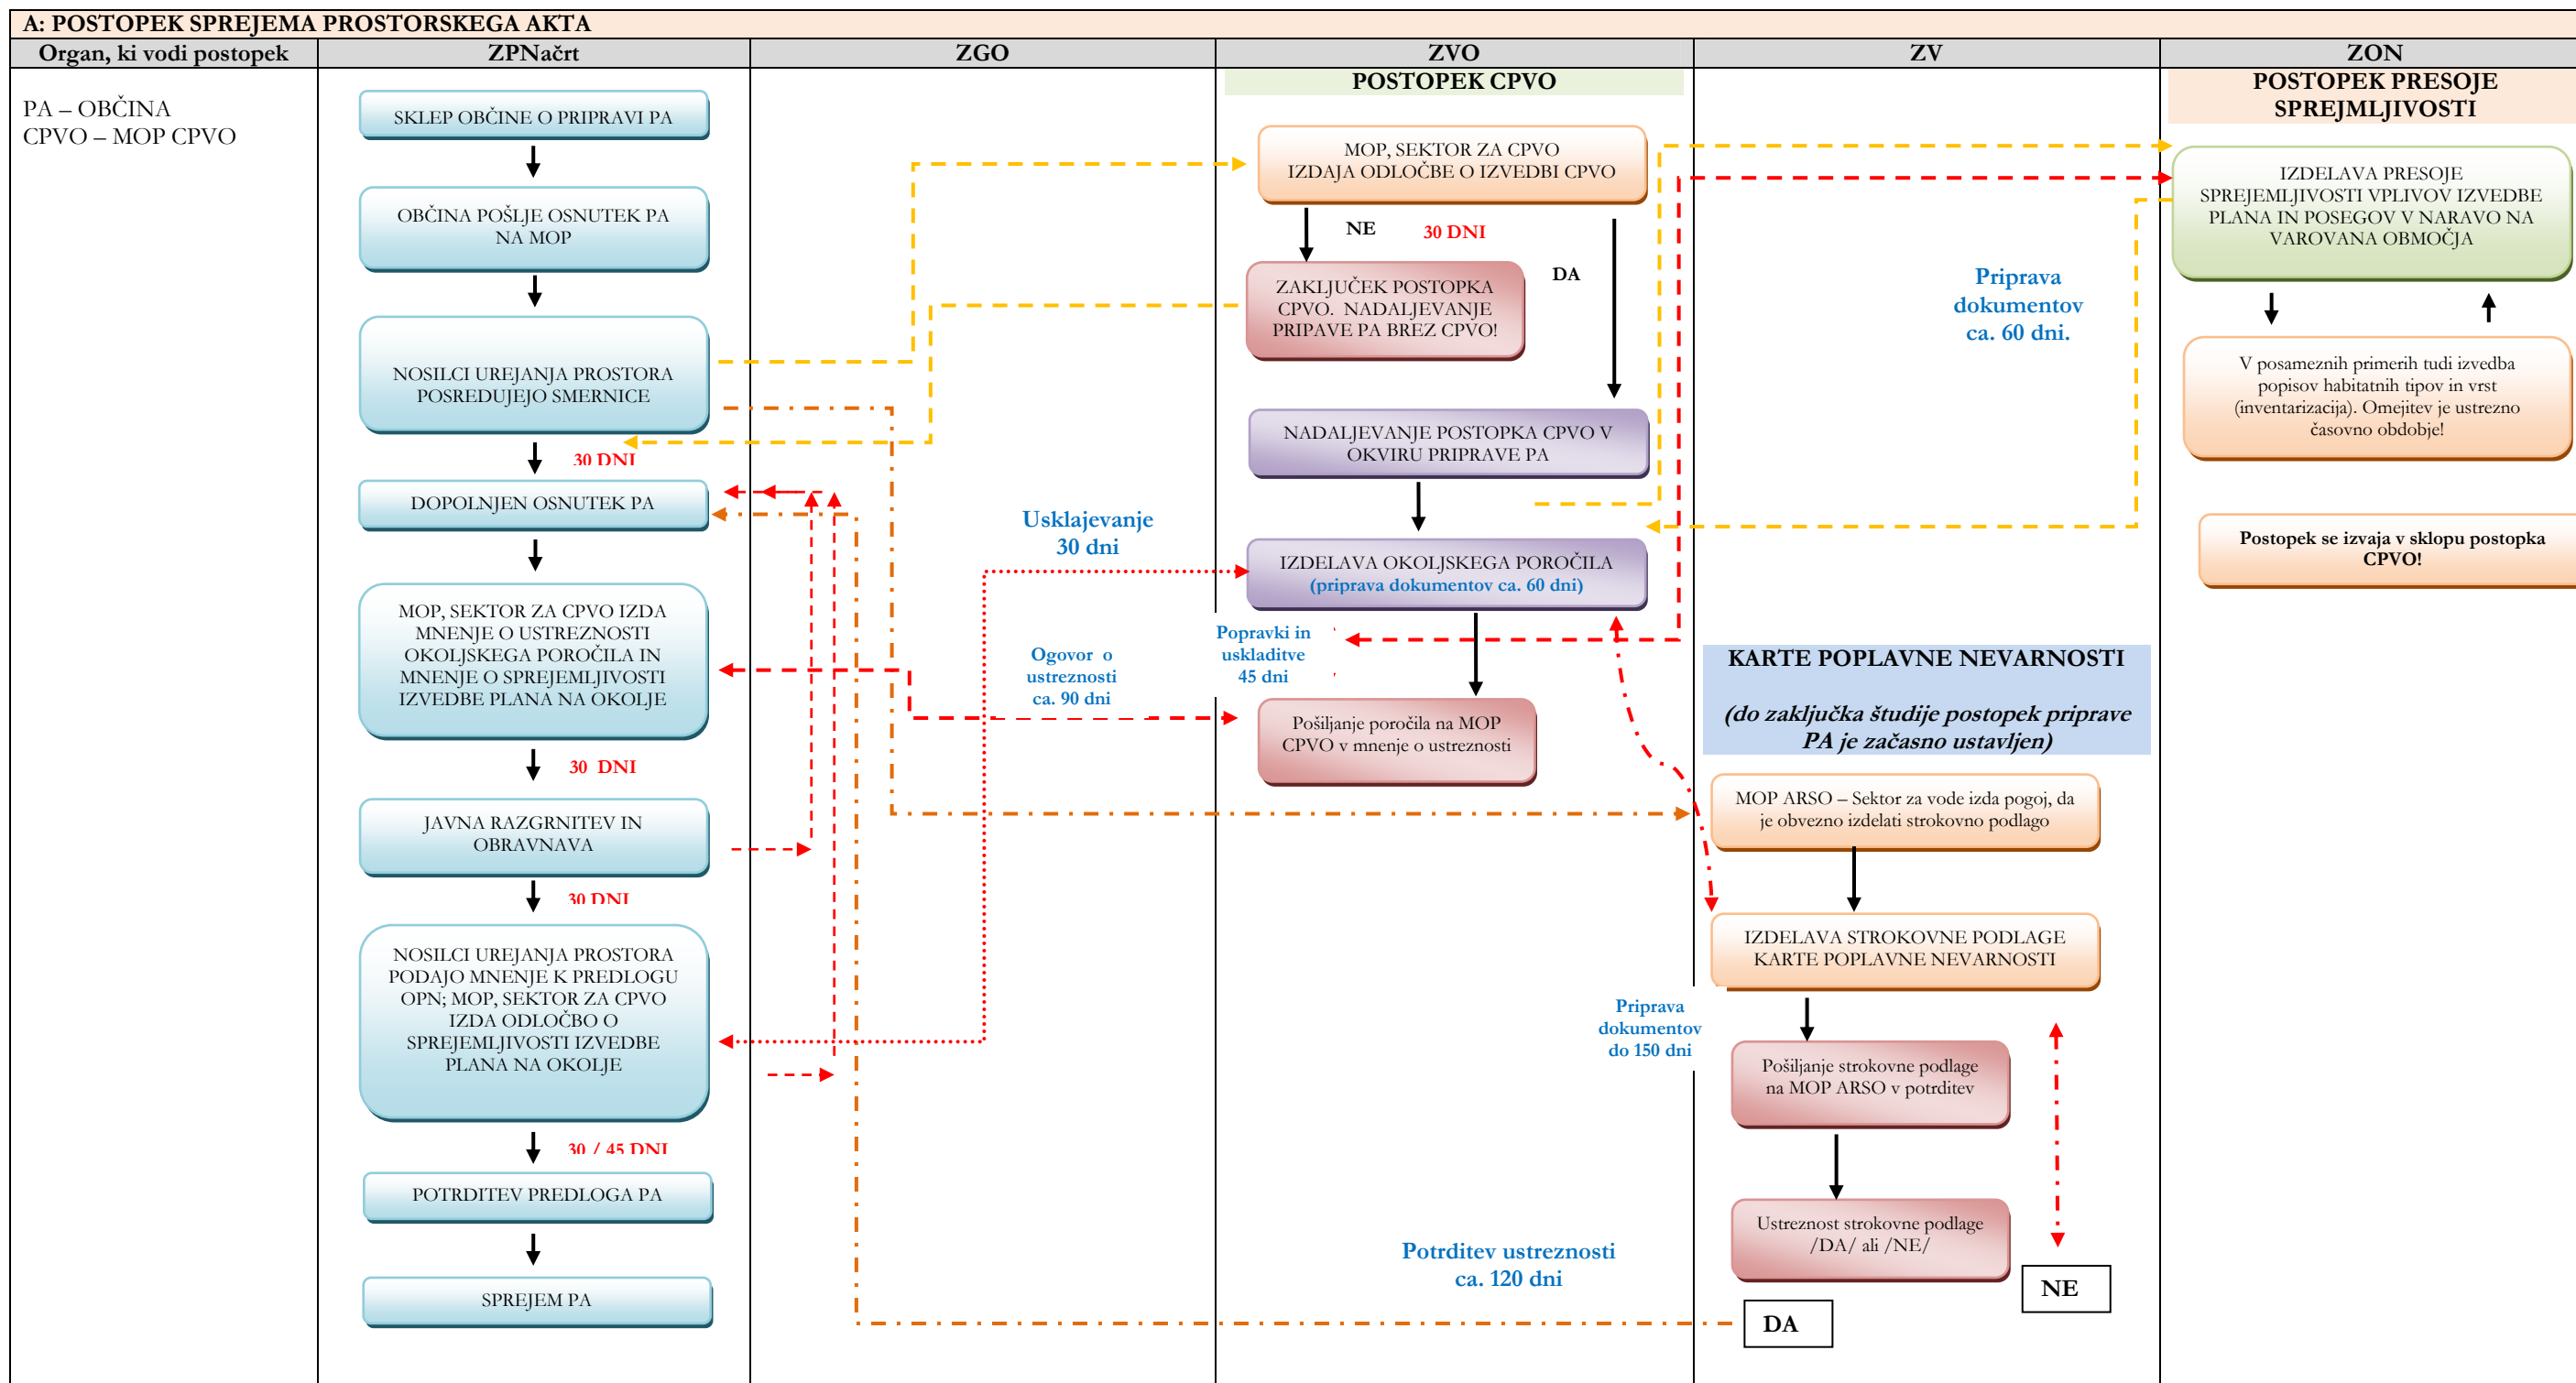 A: POSTOPEK SPREJEMA PROSTORSKEGA AKTA
Organ, ki vodi postopek
ZPNačrt
ZGO
ZVO
ZV
ZON
PA – OBČINA
CPVO – MOP CPVO
SKLEP OBČINE O PRIPRAVI PA
OBČINA POŠLJE OSNUTEK PA
NA MOP
NOSILCI UREJANJA PROSTORA
POSREDUJEJO SMERNICE
30 DNI
DOPOLNJEN OSNUTEK PA
MOP, SEKTOR ZA CPVO IZDA
MNENJE O USTREZNOSTI
OKOLJSKEGA POROČILA IN
MNENJE O SPREJEMLJIVOSTI
IZVEDBE PLANA NA OKOLJE
30 DNI
JAVNA RAZGRNITEV IN
OBRAVNAVA
30 DNI
NOSILCI UREJANJA PROSTORA
PODAJO MNENJE K PREDLOGU
OPN; MOP, SEKTOR ZA CPVO
IZDA ODLOČBO O
SPREJEMLJIVOSTI IZVEDBE
PLANA NA OKOLJE
30 / 45 DNI
POTRDITEV PREDLOGA PA
SPREJEM PA
Usklajevanje
30 dni
Ogovor o
ustreznosti
ca. 90 dni
POSTOPEK CPVO
MOP, SEKTOR ZA CPVO
IZDAJA ODLOČBE O IZVEDBI CPVO
NE
30 DNI
DA
ZAKLJUČEK POSTOPKA
CPVO. NADALJEVANJE
PRIPAVE PA BREZ CPVO!
NADALJEVANJE POSTOPKA CPVO V
OKVIRU PRIPRAVE PA
IZDELAVA OKOLJSKEGA POROČILA
(priprava dokumentov ca. 60 dni)
Popravki in
uskladitve
45 dni
Pošiljanje poročila na MOP
CPVO v mnenje o ustreznosti
Potrditev ustreznosti
ca. 120 dni
Priprava
dokumentov
ca. 60 dni.
KARTE POPLAVNE NEVARNOSTI
(do zaključka študije postopek priprave
PA je začasno ustavljen)
MOP ARSO – Sektor za vode izda pogoj, da
je obvezno izdelati strokovno podlago
IZDELAVA STROKOVNE PODLAGE
KARTE POPLAVNE NEVARNOSTI
Priprava
dokumentov
do 150 dni
Pošiljanje strokovne podlage
na MOP ARSO v potrditev
Ustreznost strokovne podlage
/DA/ ali /NE/
NE
DA
POSTOPEK PRESOJE
SPREJMLJIVOSTI
IZDELAVA PRESOJE
SPREJEMLJIVOSTI VPLIVOV IZVEDBE
PLANA IN POSEGOV V NARAVO NA
VAROVANA OBMOČJA
V posameznih primerih tudi izvedba
popisov habitatnih tipov in vrst
(inventarizacija). Omejitev je ustrezno
časovno obdobje!
Postopek se izvaja v sklopu postopka
CPVO!